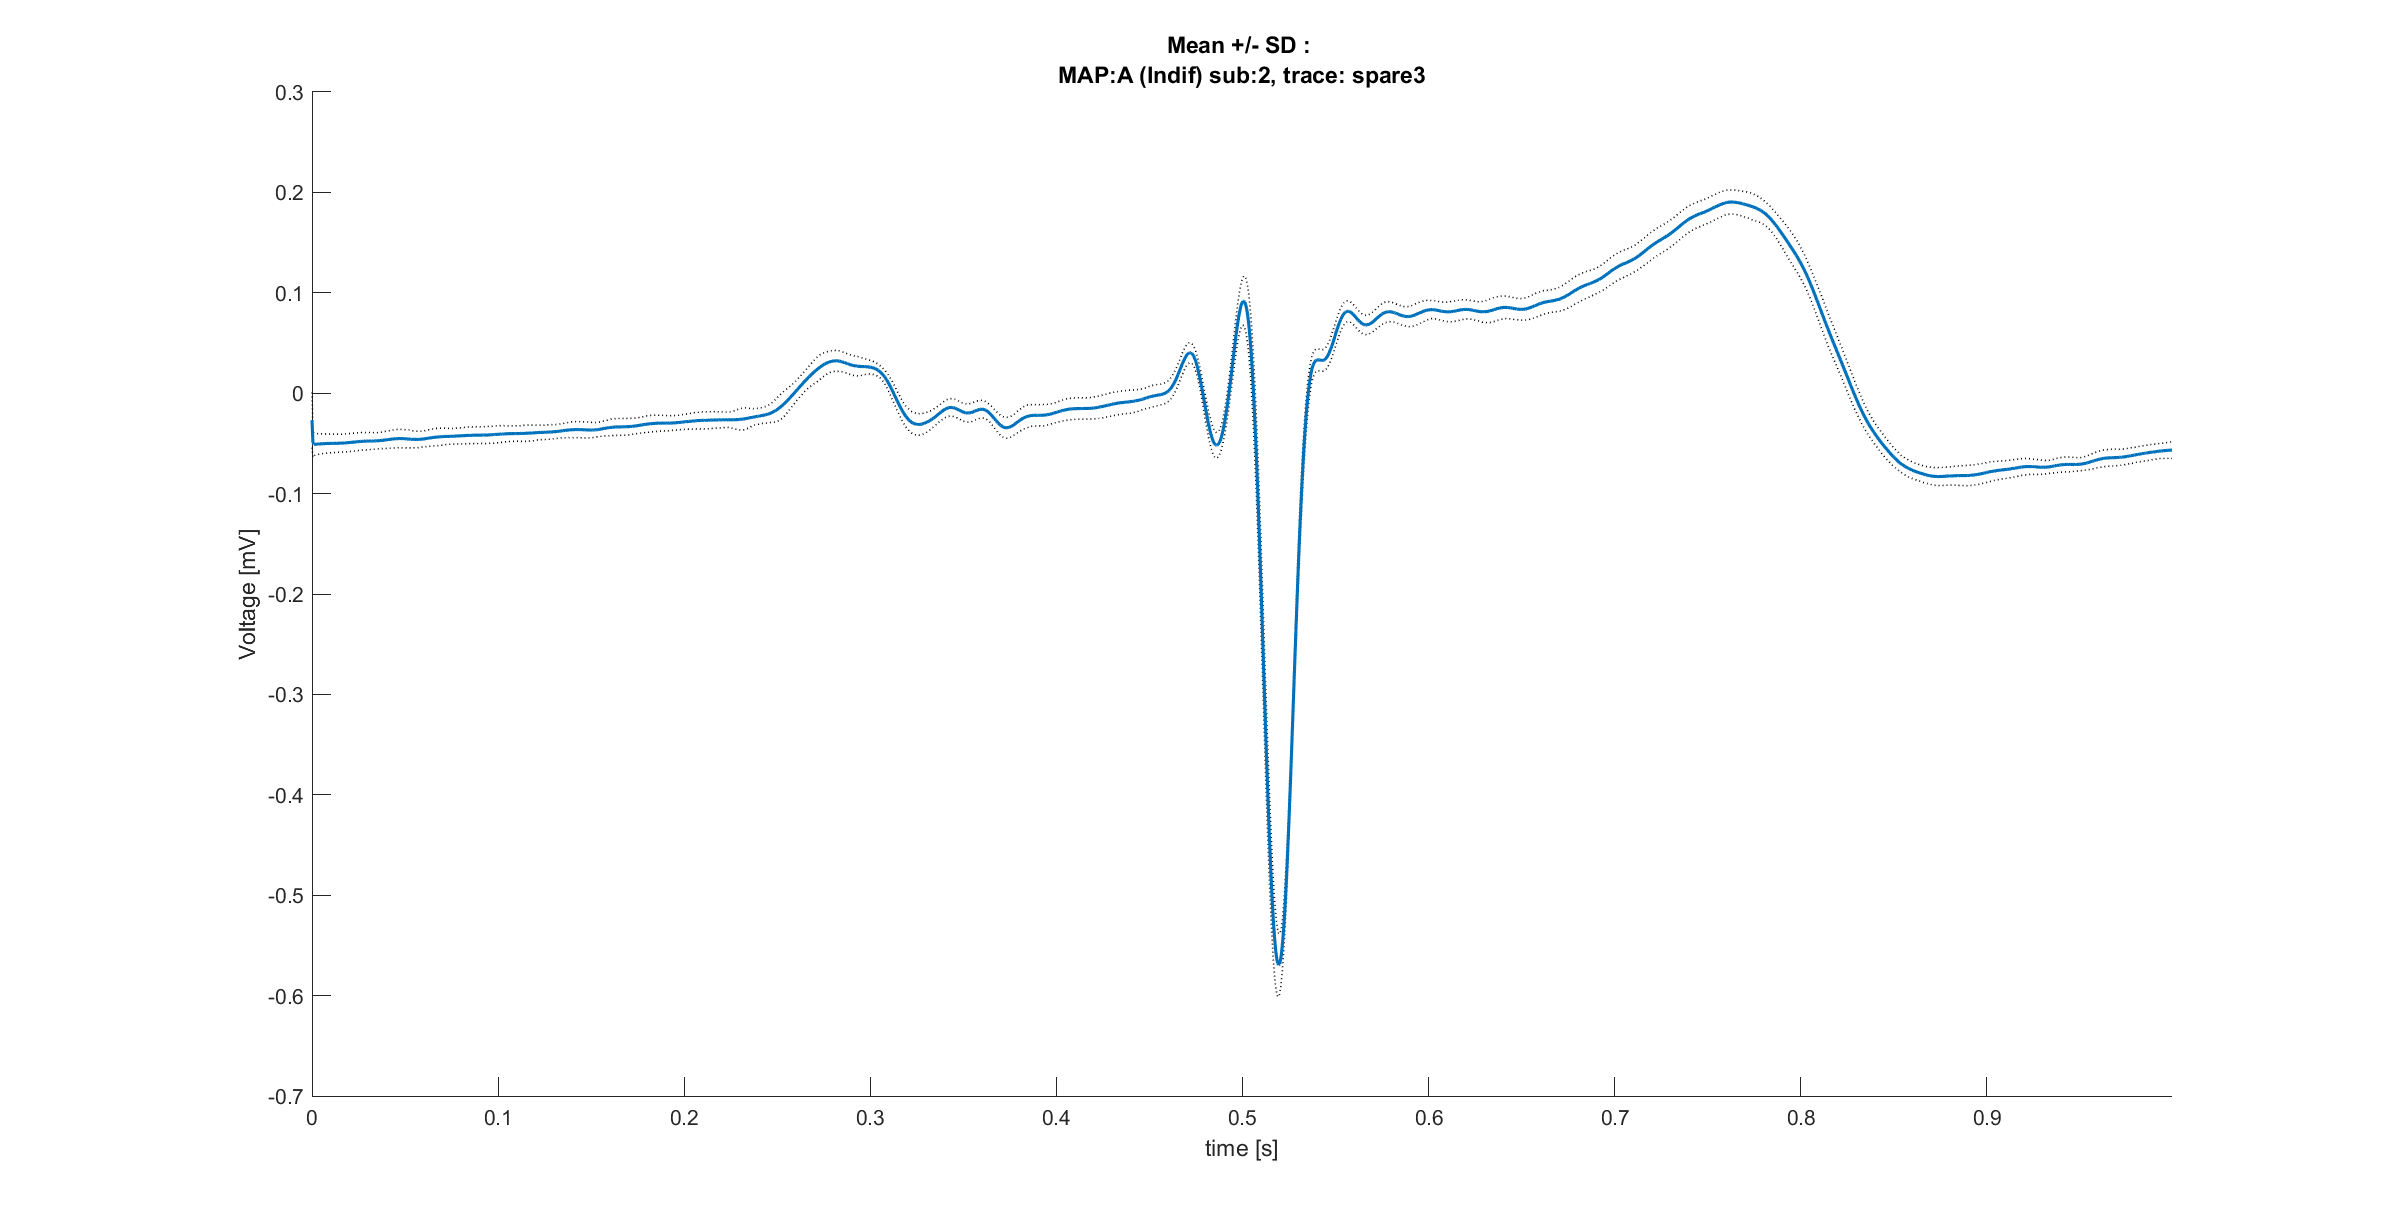 Mean +/- SD :
MAP:A (Indif) sub:2, trace: spare3
0.3
0.2
0.1
0
-0.1
-0.2
-0.3
-0.4
-0.5
-0.6
-0.7
Voltage [mV]
0 0.1 0.2 0.3 0.4 0.5 0.6 0.7 0.8 0.9
time [s]